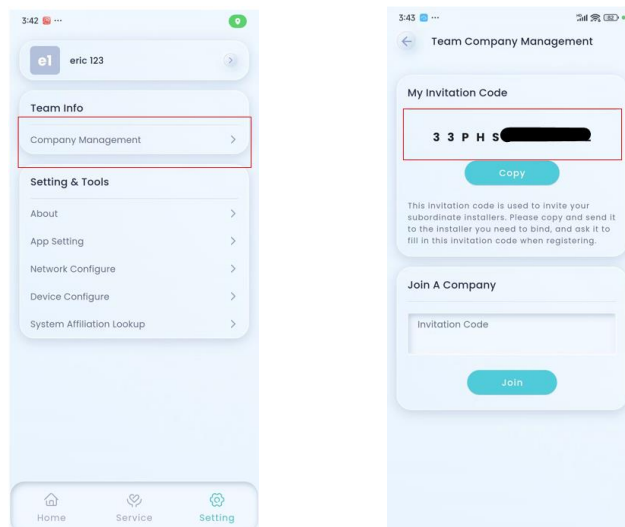 3:42
e1 eric 123
Team Info
Company Management
Setting & Tools
About
App Setting
Network Configure
Device Configure
System Affiliation Lookup
Home Service Setting
3:43
Team Company Management
My Invitation Code
3 3 P H S
Copy
This invitation code is used to invite your
subordinate installers. Please copy and send it
to the installer you need to bind, and ask it to
fill in this invitation code when registering.
Join A Company
Invitation Code
Join